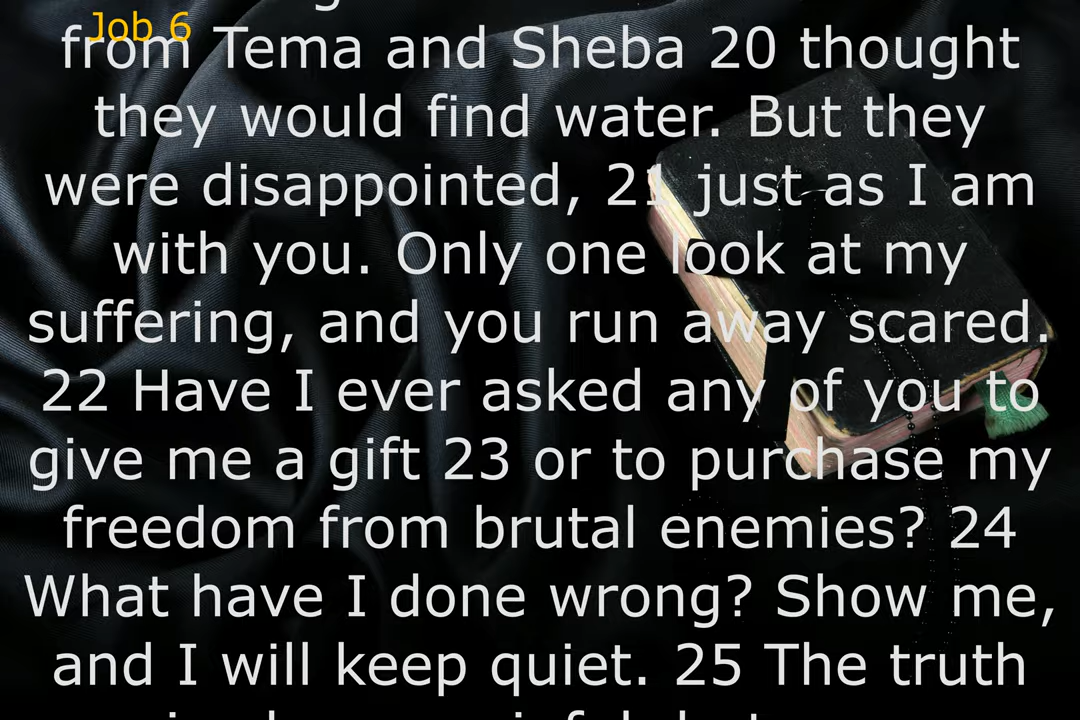 Job 6
from Tema and Sheba 20 thought
they would find water. But they
were disappointed, 21 just as I am
with you. Only one look at my
suffering, and you run away scared.
22 Have I ever asked any of you to
give me a gift 23 or to purchase my
freedom from brutal enemies? 24
What have I done wrong? Show me,
and I will keep quiet. 25 The truth